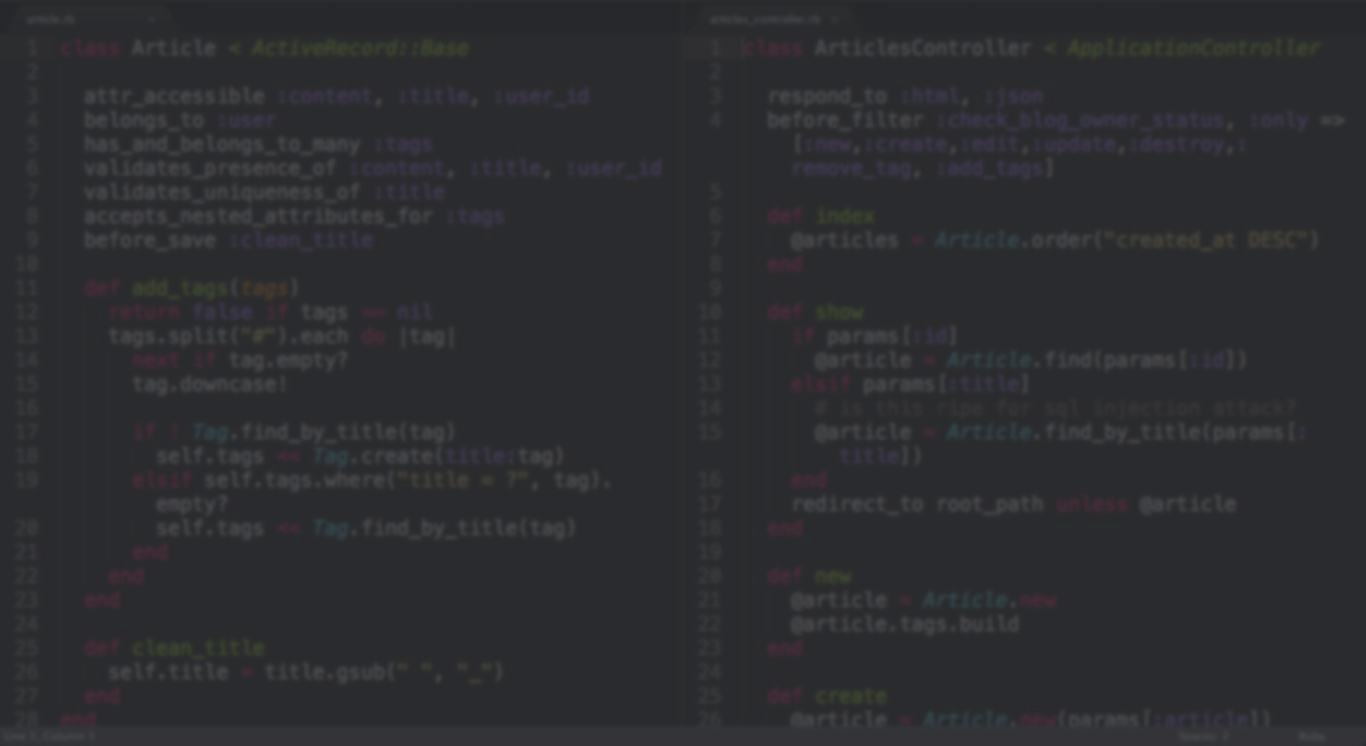 article.rb
1 class Article < ActiveRecord::Base
2
3 attr_accessible :content, :title, :user_id
4 belongs_to :user
5 has_and_belongs_to_many :tags
6 validates_presence_of :content, :title, :user_id
7 validates_uniqueness_of :title
8 accepts_nested_attributes_for :tags
9 before_save :clean_title
10
11 def add_tags(tags)
12 return false if tags == nil
13 tags.split("#").each do |tag|
14 next if tag.empty?
15 tag.downcase!
16
17 if ! Tag.find_by_title(tag)
18 self.tags << Tag.create(title:tag)
19 elsif self.tags.where("title = ?", tag).
empty?
20 self.tags << Tag.find_by_title(tag)
21 end
22 end
23 end
24
25 def clean_title
26 self.title = title.gsub(" ", "_")
27 end
28 end
Line 1, Column 1
articles_controller.rb
1 class ArticlesController < ApplicationController
2
3 respond_to :html, :json
4 before_filter :check_blog_owner_status, :only =>
[:new,:create,:edit,:update,:destroy,:
remove_tag, :add_tags]
5
6 def index
7 @articles = Article.order("created_at DESC")
8 end
9
10 def show
11 if params[:id]
12 @article = Article.find(params[:id])
13 elsif params[:title]
14 # is this ripe for sql injection attack?
15 @article = Article.find_by_title(params[:
title])
16 end
17 redirect_to root_path unless @article
18 end
19
20 def new
21 @article = Article.new
22 @article.tags.build
23 end
24
25 def create
26 @article = Article.new(params[:article])
Spaces: 2
Ruby